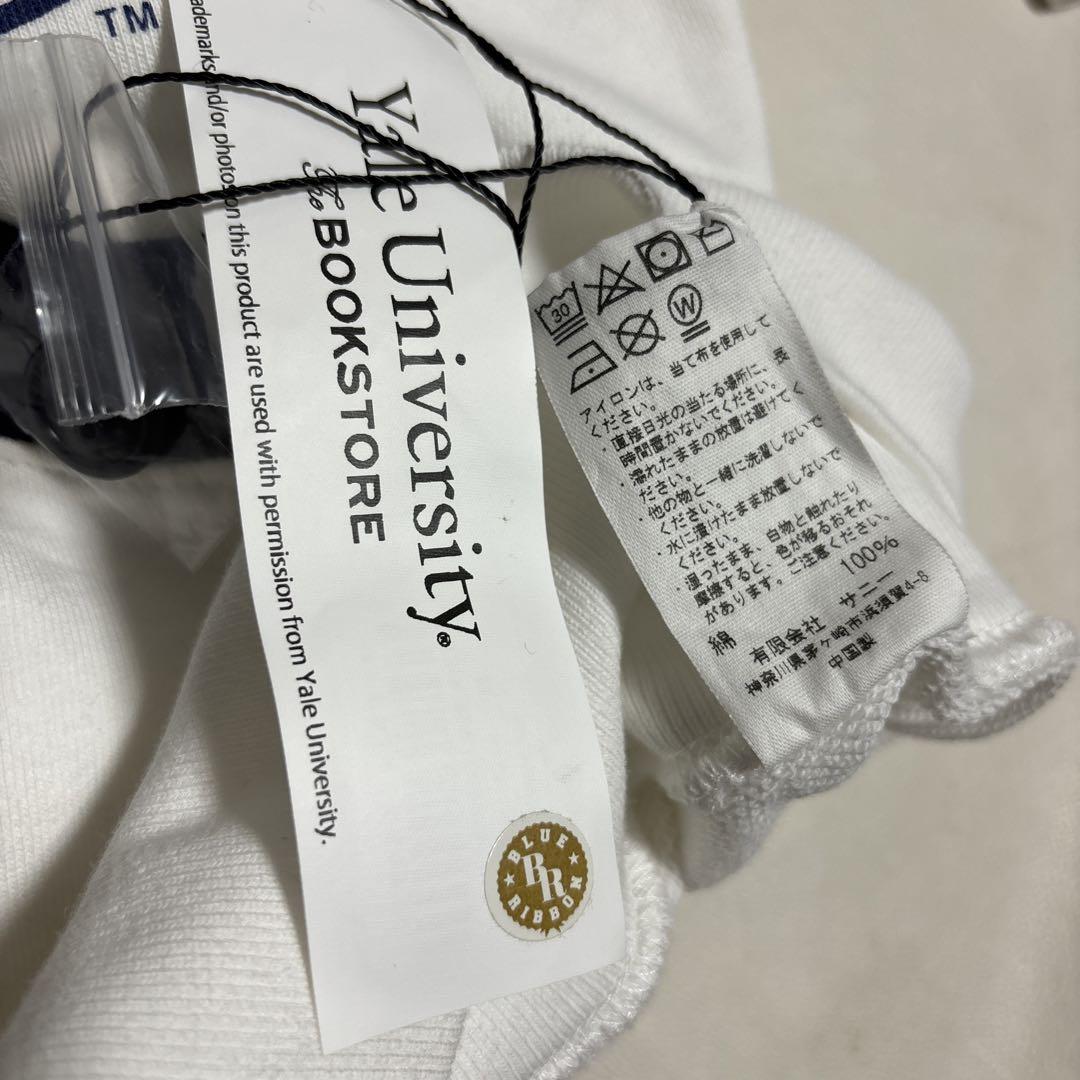 TM
ademarks and/or photos on this product are used with permission from Yale University.
Yale University®
The BOOKSTORE
BLUE
BR
RIBBON
30
W
アイロンは、当て布を使用して
ください。
・直接日光の当たる場所に、長
時間置かないでください。
・濡れたままの放置は避けてく
ださい。
・他の物と一緒に洗濯しないで
ください。
・水に漬けたまま放置しないで
ください。
・湿ったまま、白物と触れたり
摩擦すると、色が移るおそれ
があります。ご注意ください。
綿 100%
有限会社 サニー
神奈川県茅ヶ崎市浜須賀4-8
中国製